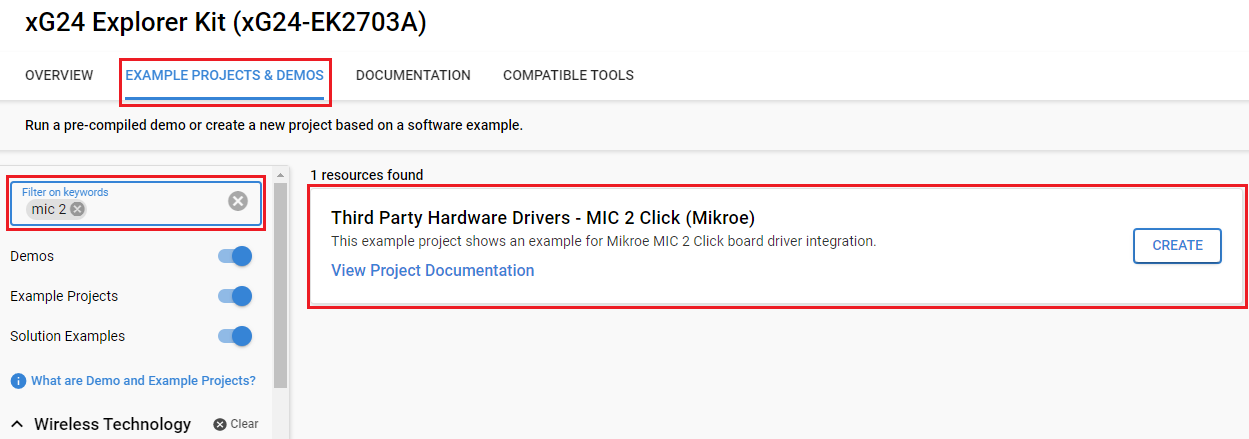 xG24 Explorer Kit (xG24-EK2703A)
OVERVIEW
EXAMPLE PROJECTS & DEMOS
DOCUMENTATION
COMPATIBLE TOOLS
Run a pre-compiled demo or create a new project based on a software example.
Filter on keywords
mic 2
Demos
Example Projects
Solution Examples
What are Demo and Example Projects?
Wireless Technology
Clear
1 resources found
Third Party Hardware Drivers - MIC 2 Click (Mikroe)
This example project shows an example for Mikroe MIC 2 Click board driver integration.
View Project Documentation
CREATE